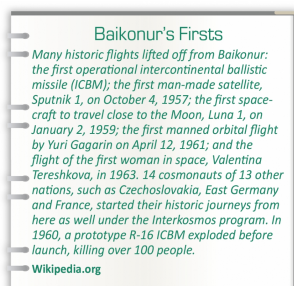 Baikonur's Firsts
Many historic flights lifted off from Baikonur:
the first operational intercontinental ballistic
missile (ICBM); the first man-made satellite,
Sputnik 1, on October 4, 1957; the first space-
craft to travel close to the Moon, Luna 1, on
January 2, 1959; the first manned orbital flight
by Yuri Gagarin on April 12, 1961; and the
flight of the first woman in space, Valentina
Tereshkova, in 1963. 14 cosmonauts of 13 other
nations, such as Czechoslovakia, East Germany
and France, started their historic journeys from
here as well under the Interkosmos program. In
1960, a prototype R-16 ICBM exploded before
launch, killing over 100 people.
Wikipedia.org